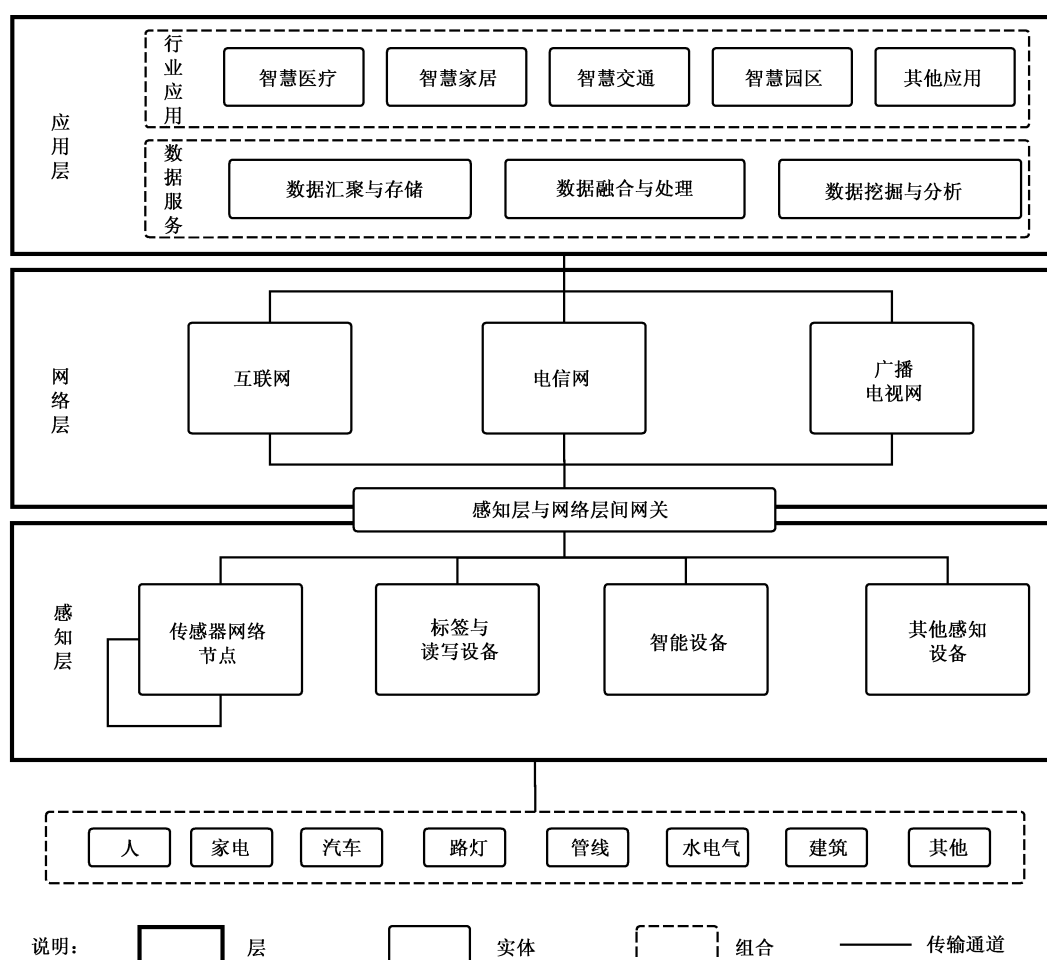 行业应用
智慧医疗
智慧家居
智慧交通
智慧园区
其他应用
应用层
数据服务
数据汇聚与存储
数据融合与处理
数据挖掘与分析
网络层
互联网
电信网
广播
电视网
感知层与网络层间网关
感知层
传感器网络
节点
标签与
读写设备
智能设备
其他感知
设备
人
家电
汽车
路灯
管线
水电气
建筑
其他
说明：
层
实体
组合
传输通道